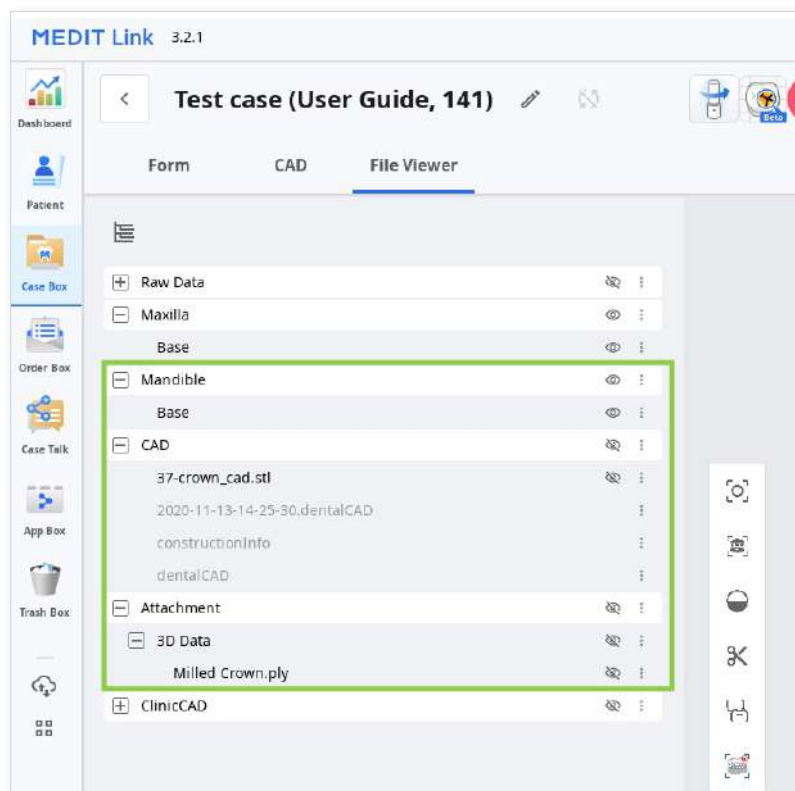 MEDIT Link 3.2.1
Dashboard
Test case (User Guide, 141)
Beta
Form CAD File Viewer
Patient
Case Box
Order Box
Case Talk
App Box
Trash Box
Raw Data
Maxilla
Base
Mandible
Base
CAD
37-crown_cad.stl
2020-11-13-14-25-30.dentalCAD
constructionInfo
dentalCAD
Attachment
3D Data
Milled Crown.ply
ClinicCAD